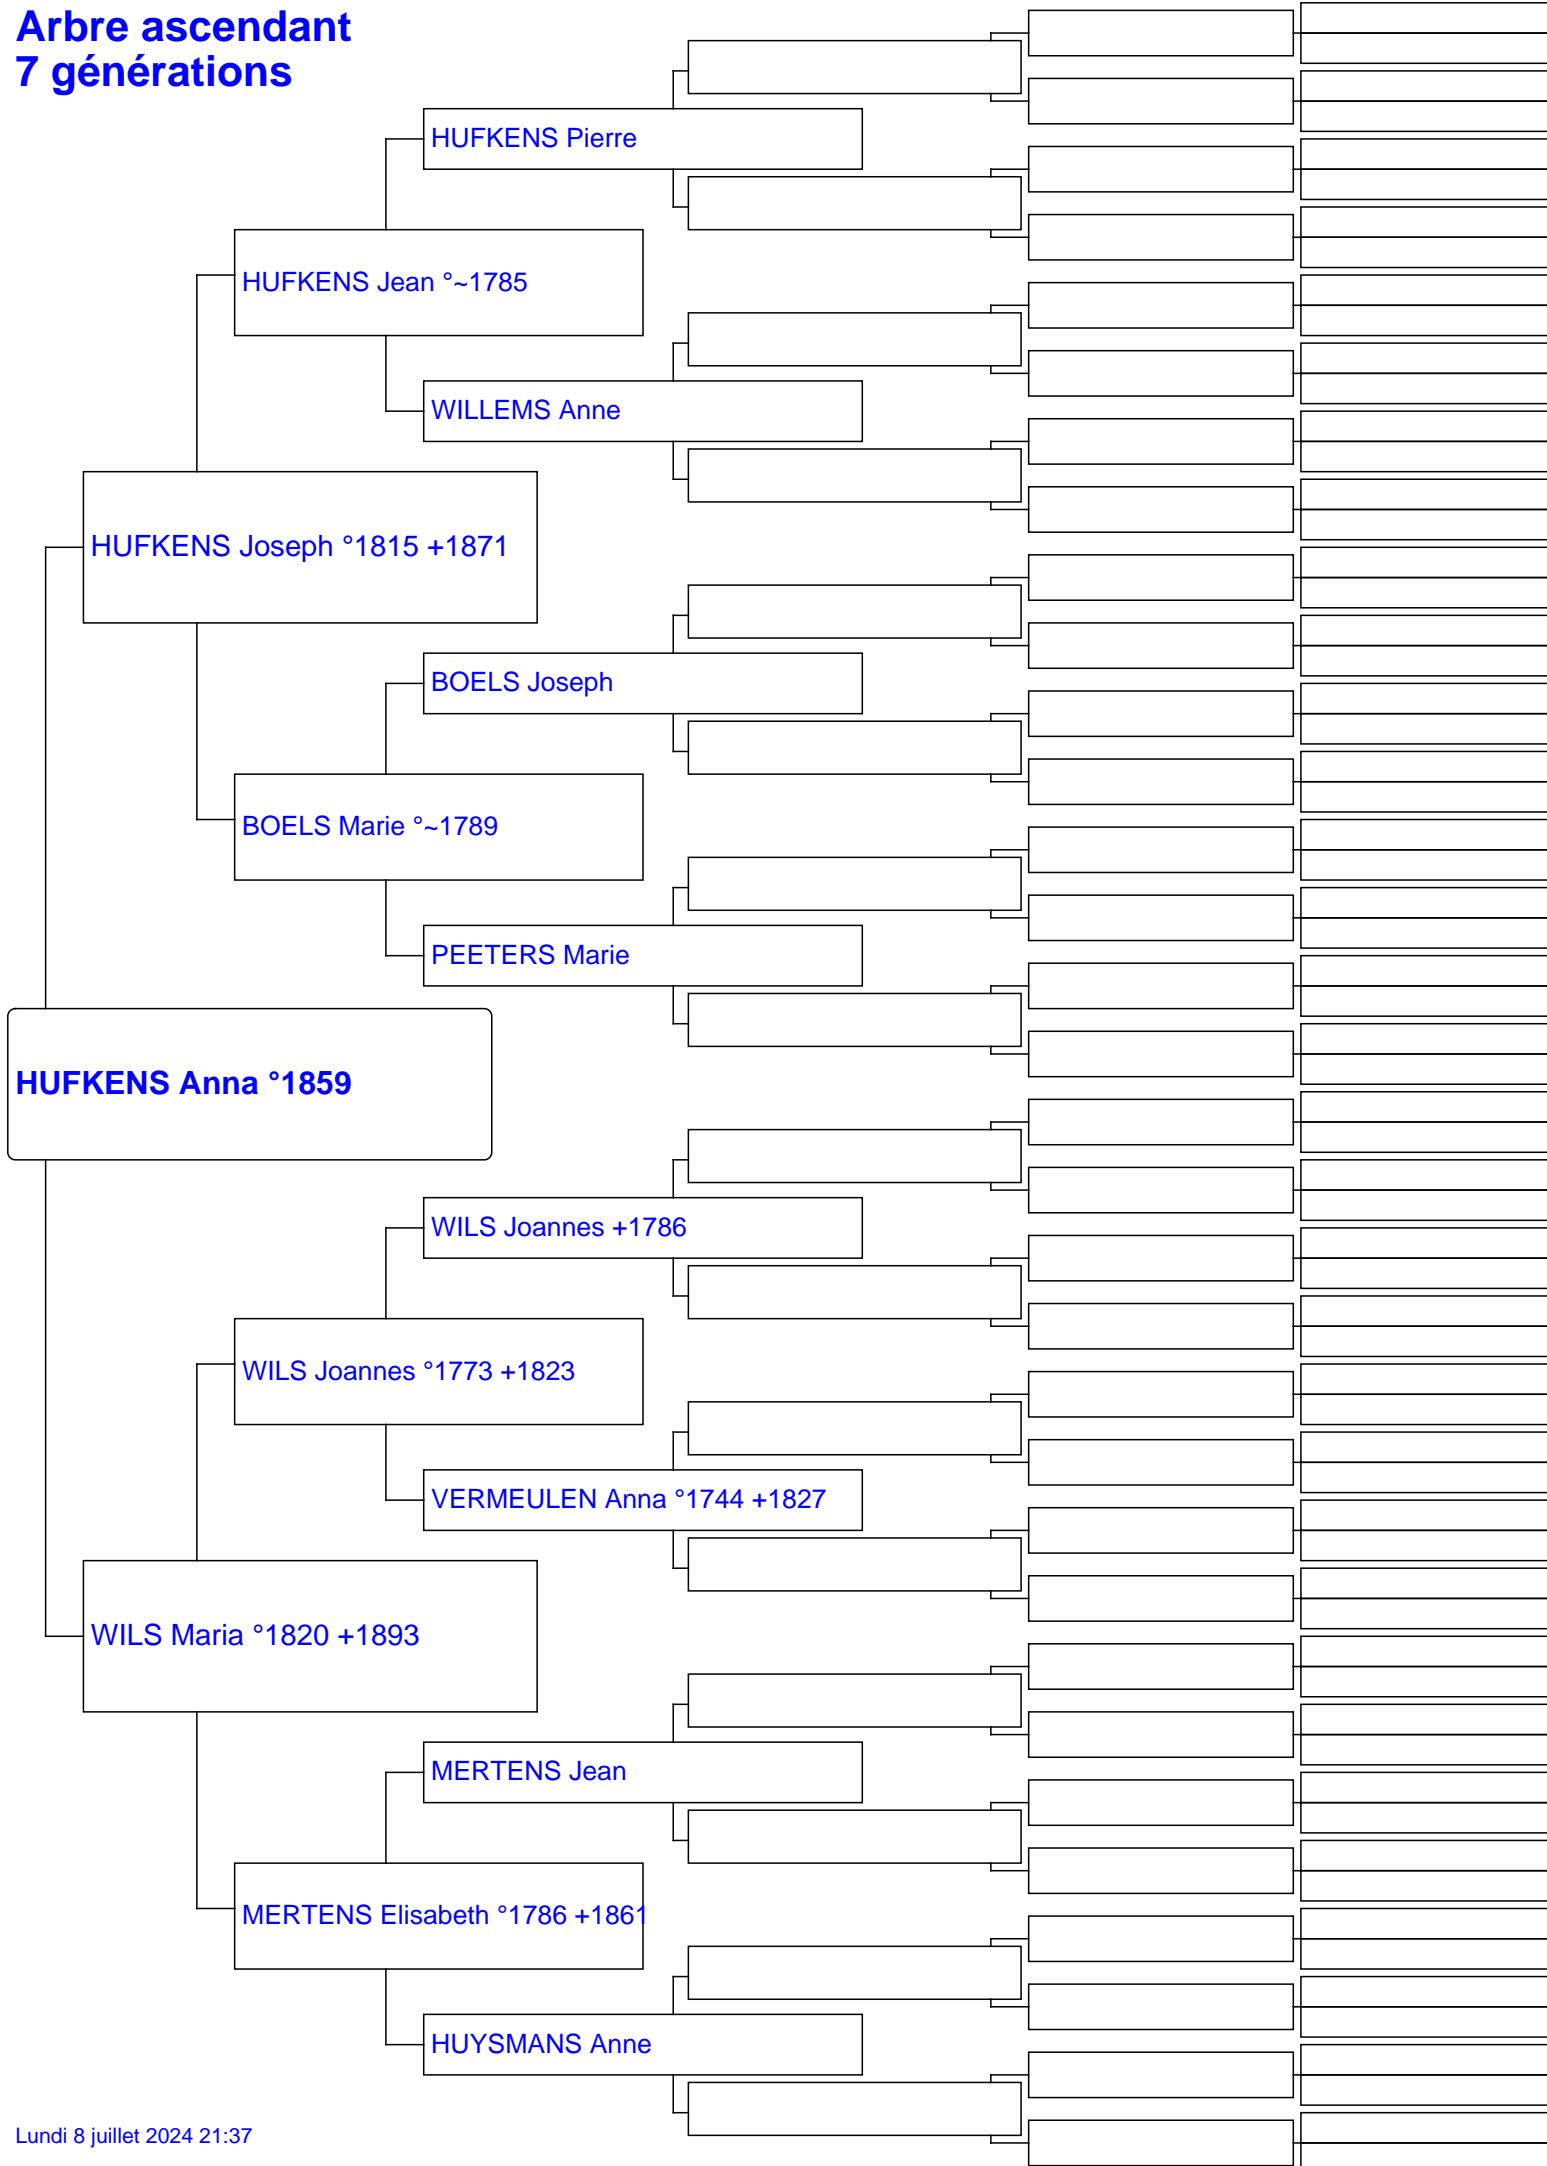 Arbre ascendant
7 générations
HUFKENS Pierre
HUFKENS Jean °~1785
WILLEMS Anne
HUFKENS Joseph °1815 +1871
BOELS Joseph
BOELS Marie °~1789
PEETERS Marie
HUFKENS Anna °1859
WILS Joannes +1786
WILS Joannes °1773 +1823
VERMEULEN Anna °1744 +1827
WILS Maria °1820 +1893
MERTENS Jean
MERTENS Elisabeth °1786 +1861
HUYSMANS Anne
Lundi 8 juillet 2024 21:37